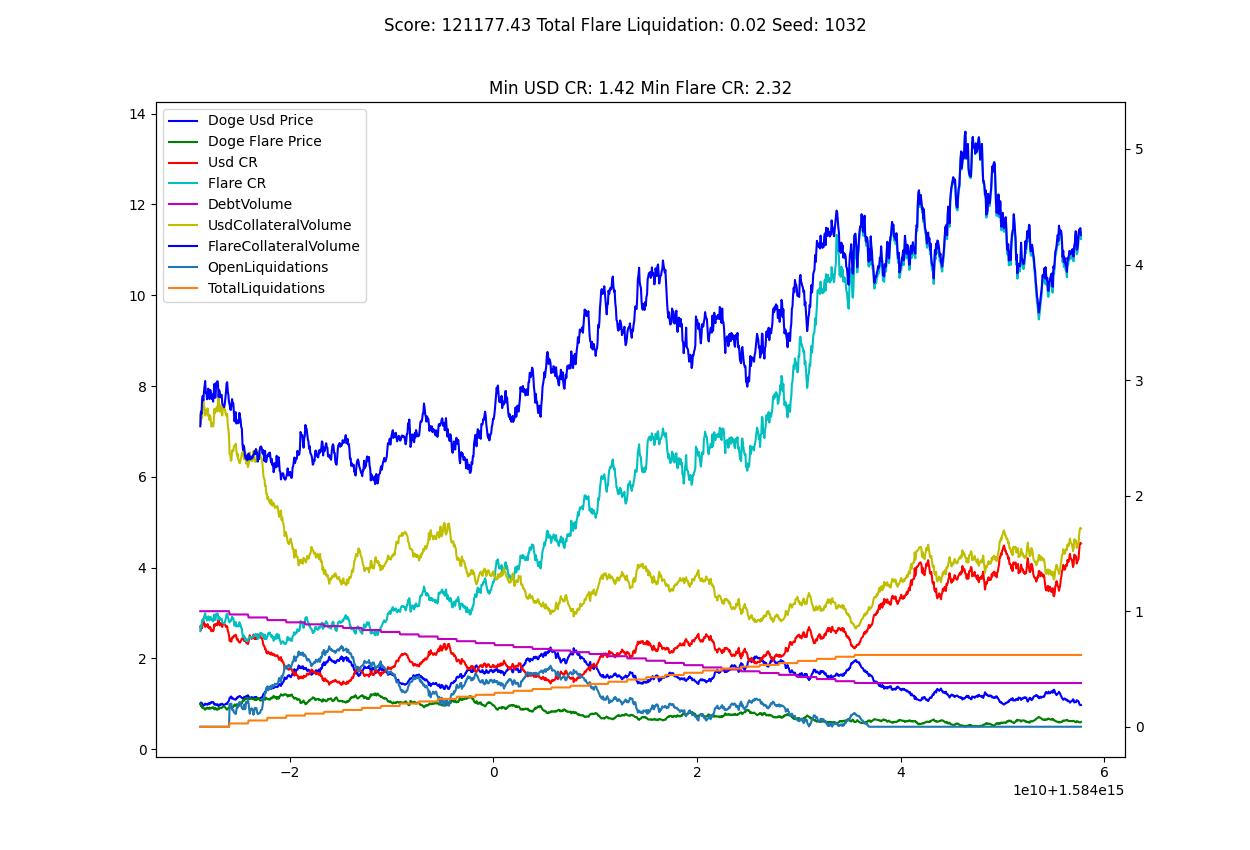 Score: 121177.43 Total Flare Liquidation: 0.02 Seed: 1032
Min USD CR: 1.42 Min Flare CR: 2.32
Doge Usd Price
Doge Flare Price
Usd CR
Flare CR
DebtVolume
UsdCollateralVolume
FlareCollateralVolume
OpenLiquidations
TotalLiquidations
14
12
10
8
6
4
2
0
5
4
3
2
1
0
−2
0
2
4
6
1e10+1.584e15